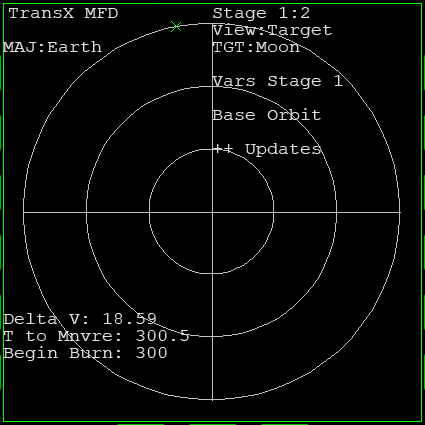 TransX MFD
Stage 1:2
View:Target
MAJ:Earth
TGT:Moon
Vars Stage 1
Base Orbit
++ Updates
Delta V: 18.59
T to Mnvre: 300.5
Begin Burn: 300